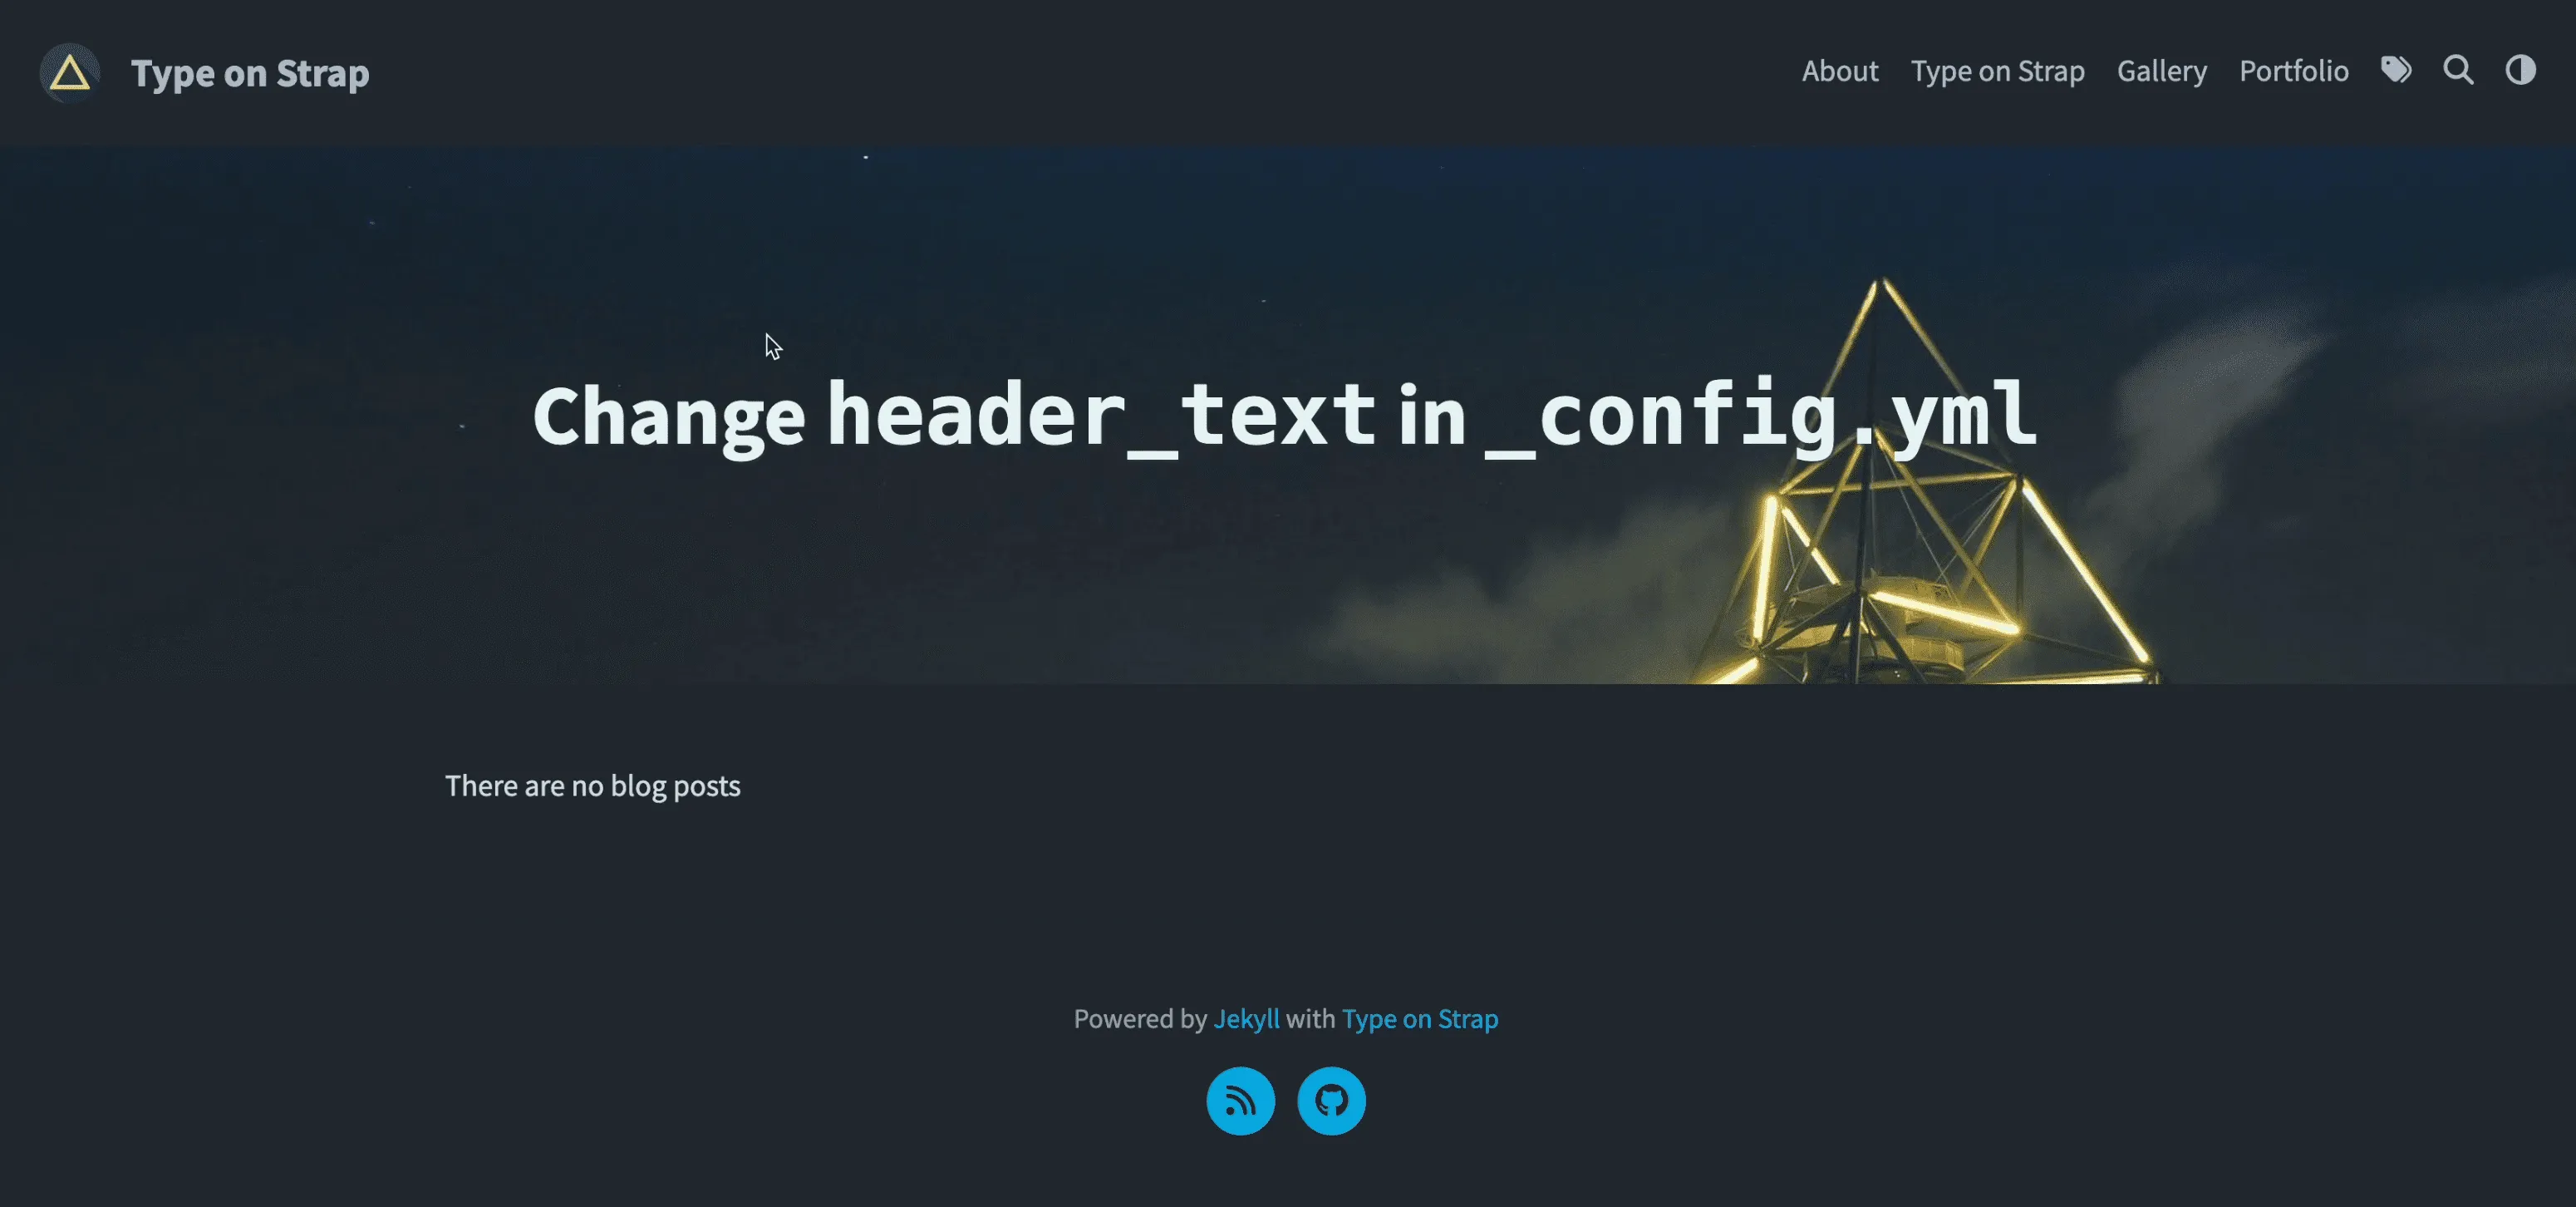 Type on Strap
About Type on Strap Gallery Portfolio
Change header_text in _config.yml
There are no blog posts
Powered by Jekyll with Type on Strap